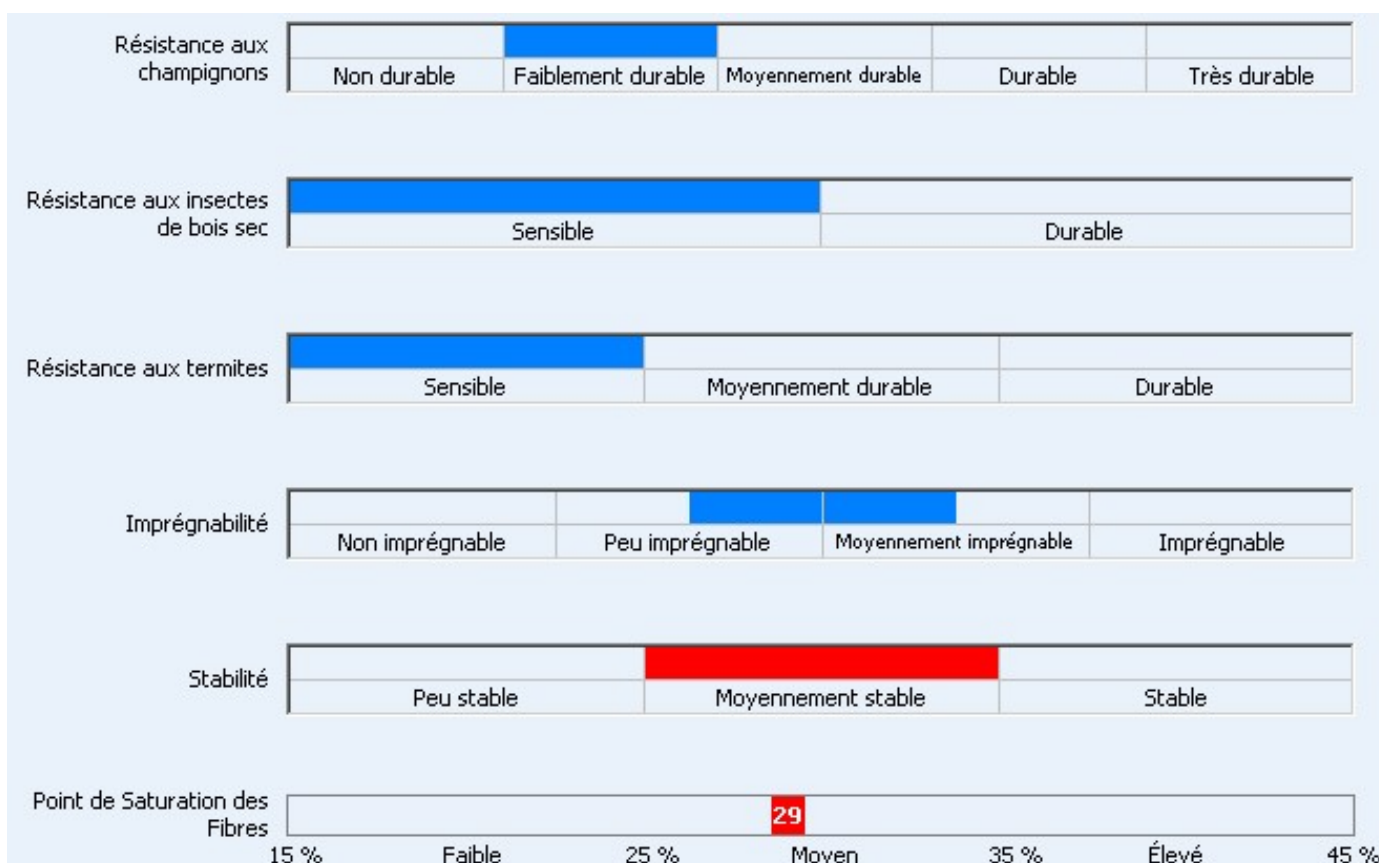 Résistance aux
champignons
Non durable Faiblement durable Moyennement durable Durable Très durable
Résistance aux insectes
de bois sec
Sensible Durable
Résistance aux termites
Sensible Moyennement durable Durable
Imprégnabilité
Non imprégnable Peu imprégnable Moyennement imprégnable Imprégnable
Stabilité
Peu stable Moyennement stable Stable
Point de Saturation des
Fibres
29
15 % Faible 25 % Moyen 35 % Élevé 45 %